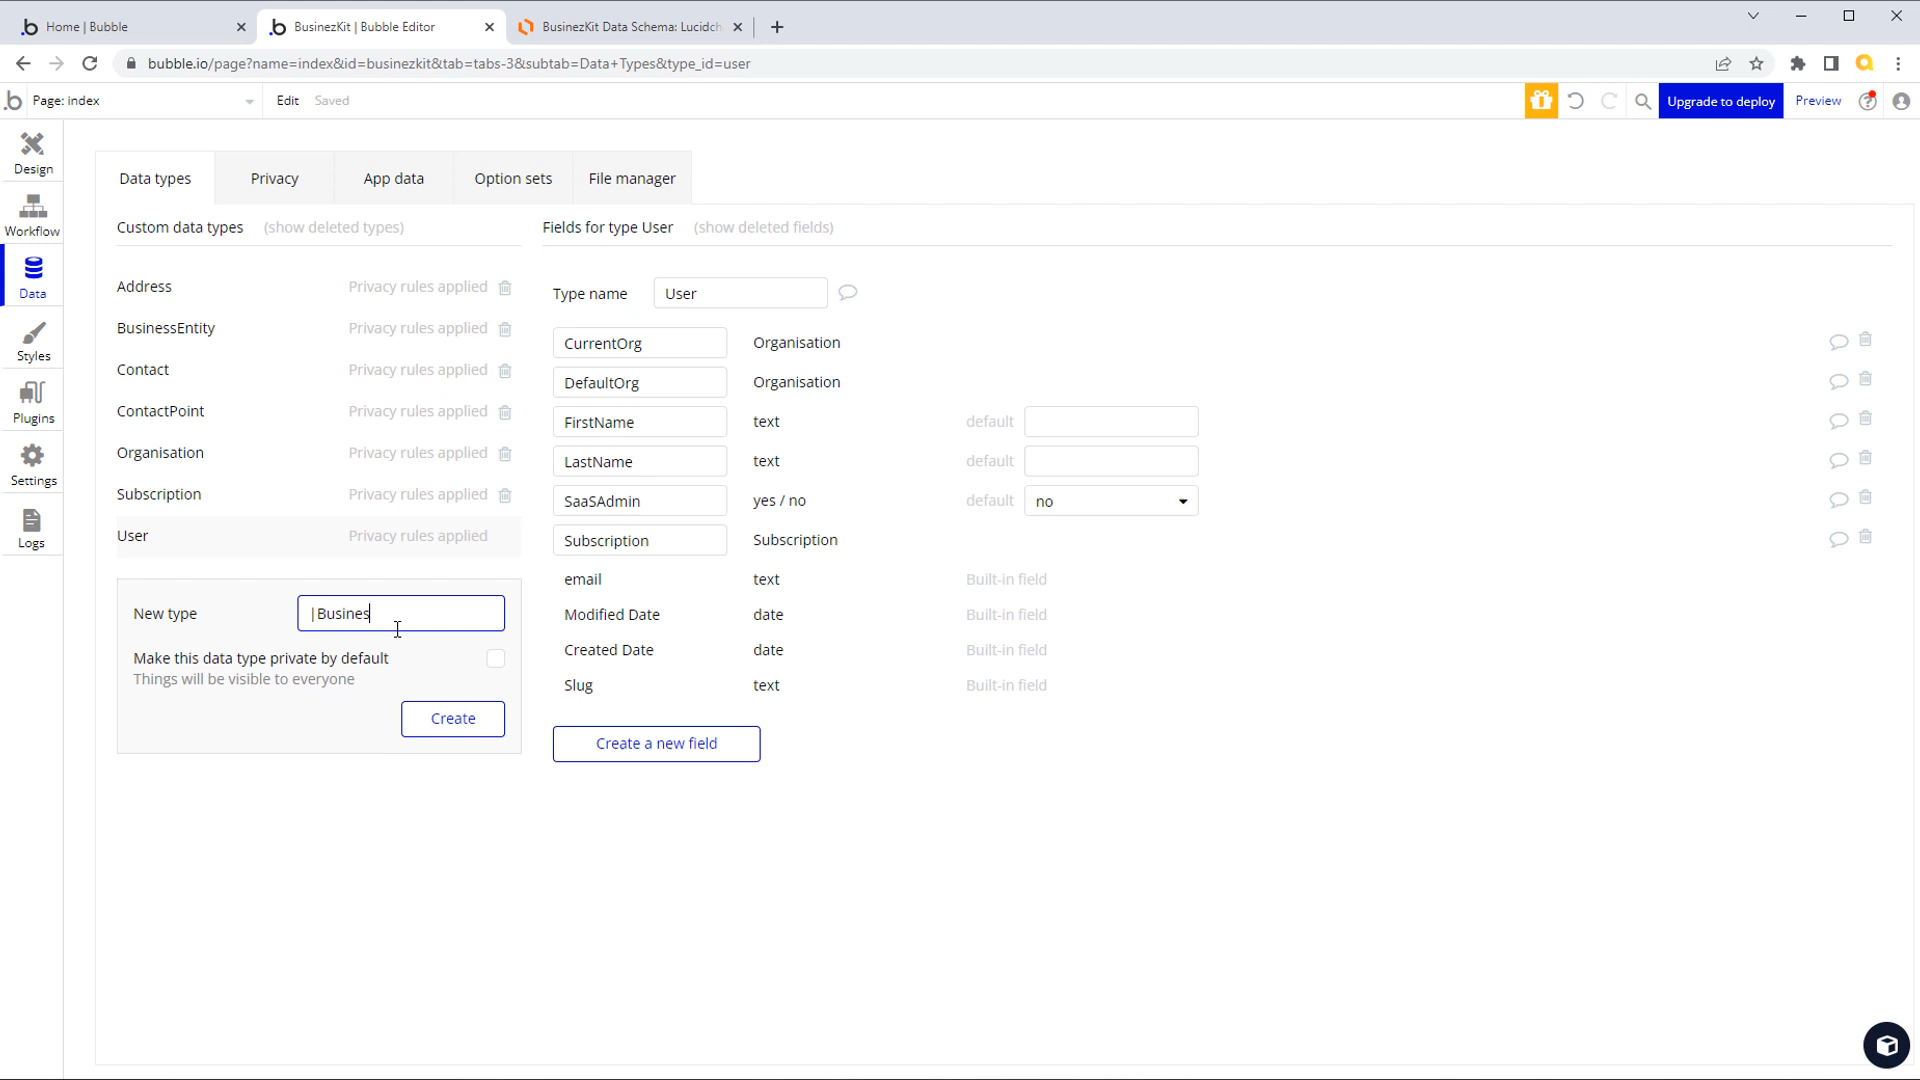 Home | Bubble
BusinezKit | Bubble Editor
BusinezKit Data Schema: Lucidch
bubble.io/page?name=index&id=businezkit&tab=tabs-3&subtab=Data+Types&type_id=user
Page: index
Edit
Saved
Upgrade to deploy
Preview
Design
Workflow
Data
Styles
Plugins
Settings
Logs
Data types
Privacy
App data
Option sets
File manager
Custom data types
(show deleted types)
Fields for type User
(show deleted fields)
Address Privacy rules applied
BusinessEntity Privacy rules applied
Contact Privacy rules applied
ContactPoint Privacy rules applied
Organisation Privacy rules applied
Subscription Privacy rules applied
User Privacy rules applied
New type |Busines
Make this data type private by default
Things will be visible to everyone
Create
Type name User
CurrentOrg Organisation
DefaultOrg Organisation
FirstName text default
LastName text default
SaaSAdmin yes / no default no
Subscription Subscription
email text Built-in field
Modified Date date Built-in field
Created Date date Built-in field
Slug text Built-in field
Create a new field